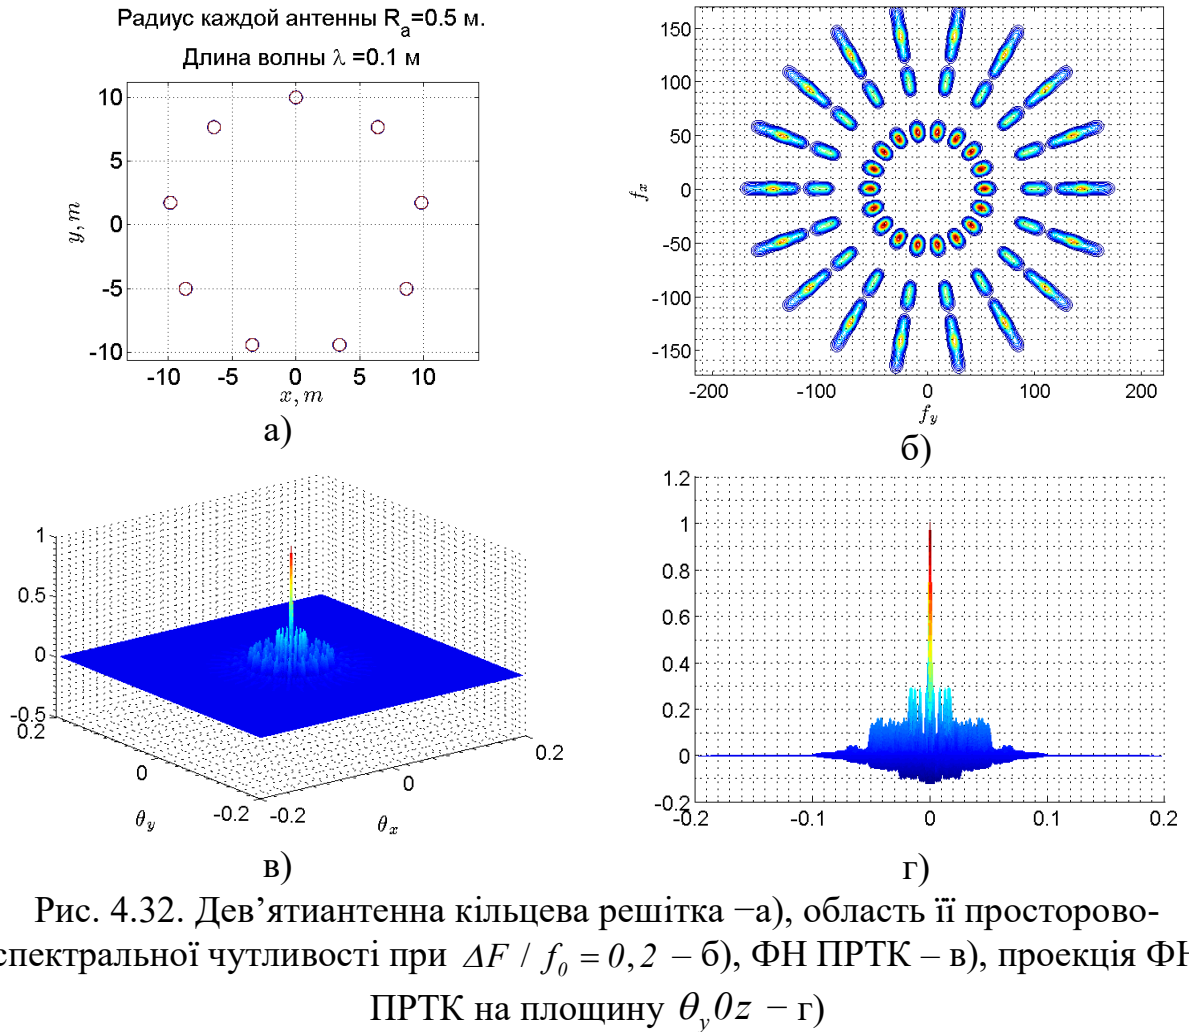 Радиус каждой антенны R_a=0.5 м.
Длина волны λ =0.1 м
10
5
0
-5
-10
y, m
-10 -5 0 5 10
x, m
а)
150
100
50
0
-50
-100
-150
f_x
-200 -100 0 100 200
f_y
б)
1
0.5
0
-0.5
0.2
0
-0.2
θ_y
-0.2
0
0.2
θ_x
в)
1.2
1
0.8
0.6
0.4
0.2
0
-0.2
-0.2 -0.1 0 0.1 0.2
г)
Рис. 4.32. Дев’ятиантенна кільцева решітка −а), область її просторово-
спектральної чутливості при ΔF / f_0 = 0,2 – б), ФН ПРТК – в), проекція ФН
ПРТК на площину θ_y0z − г)